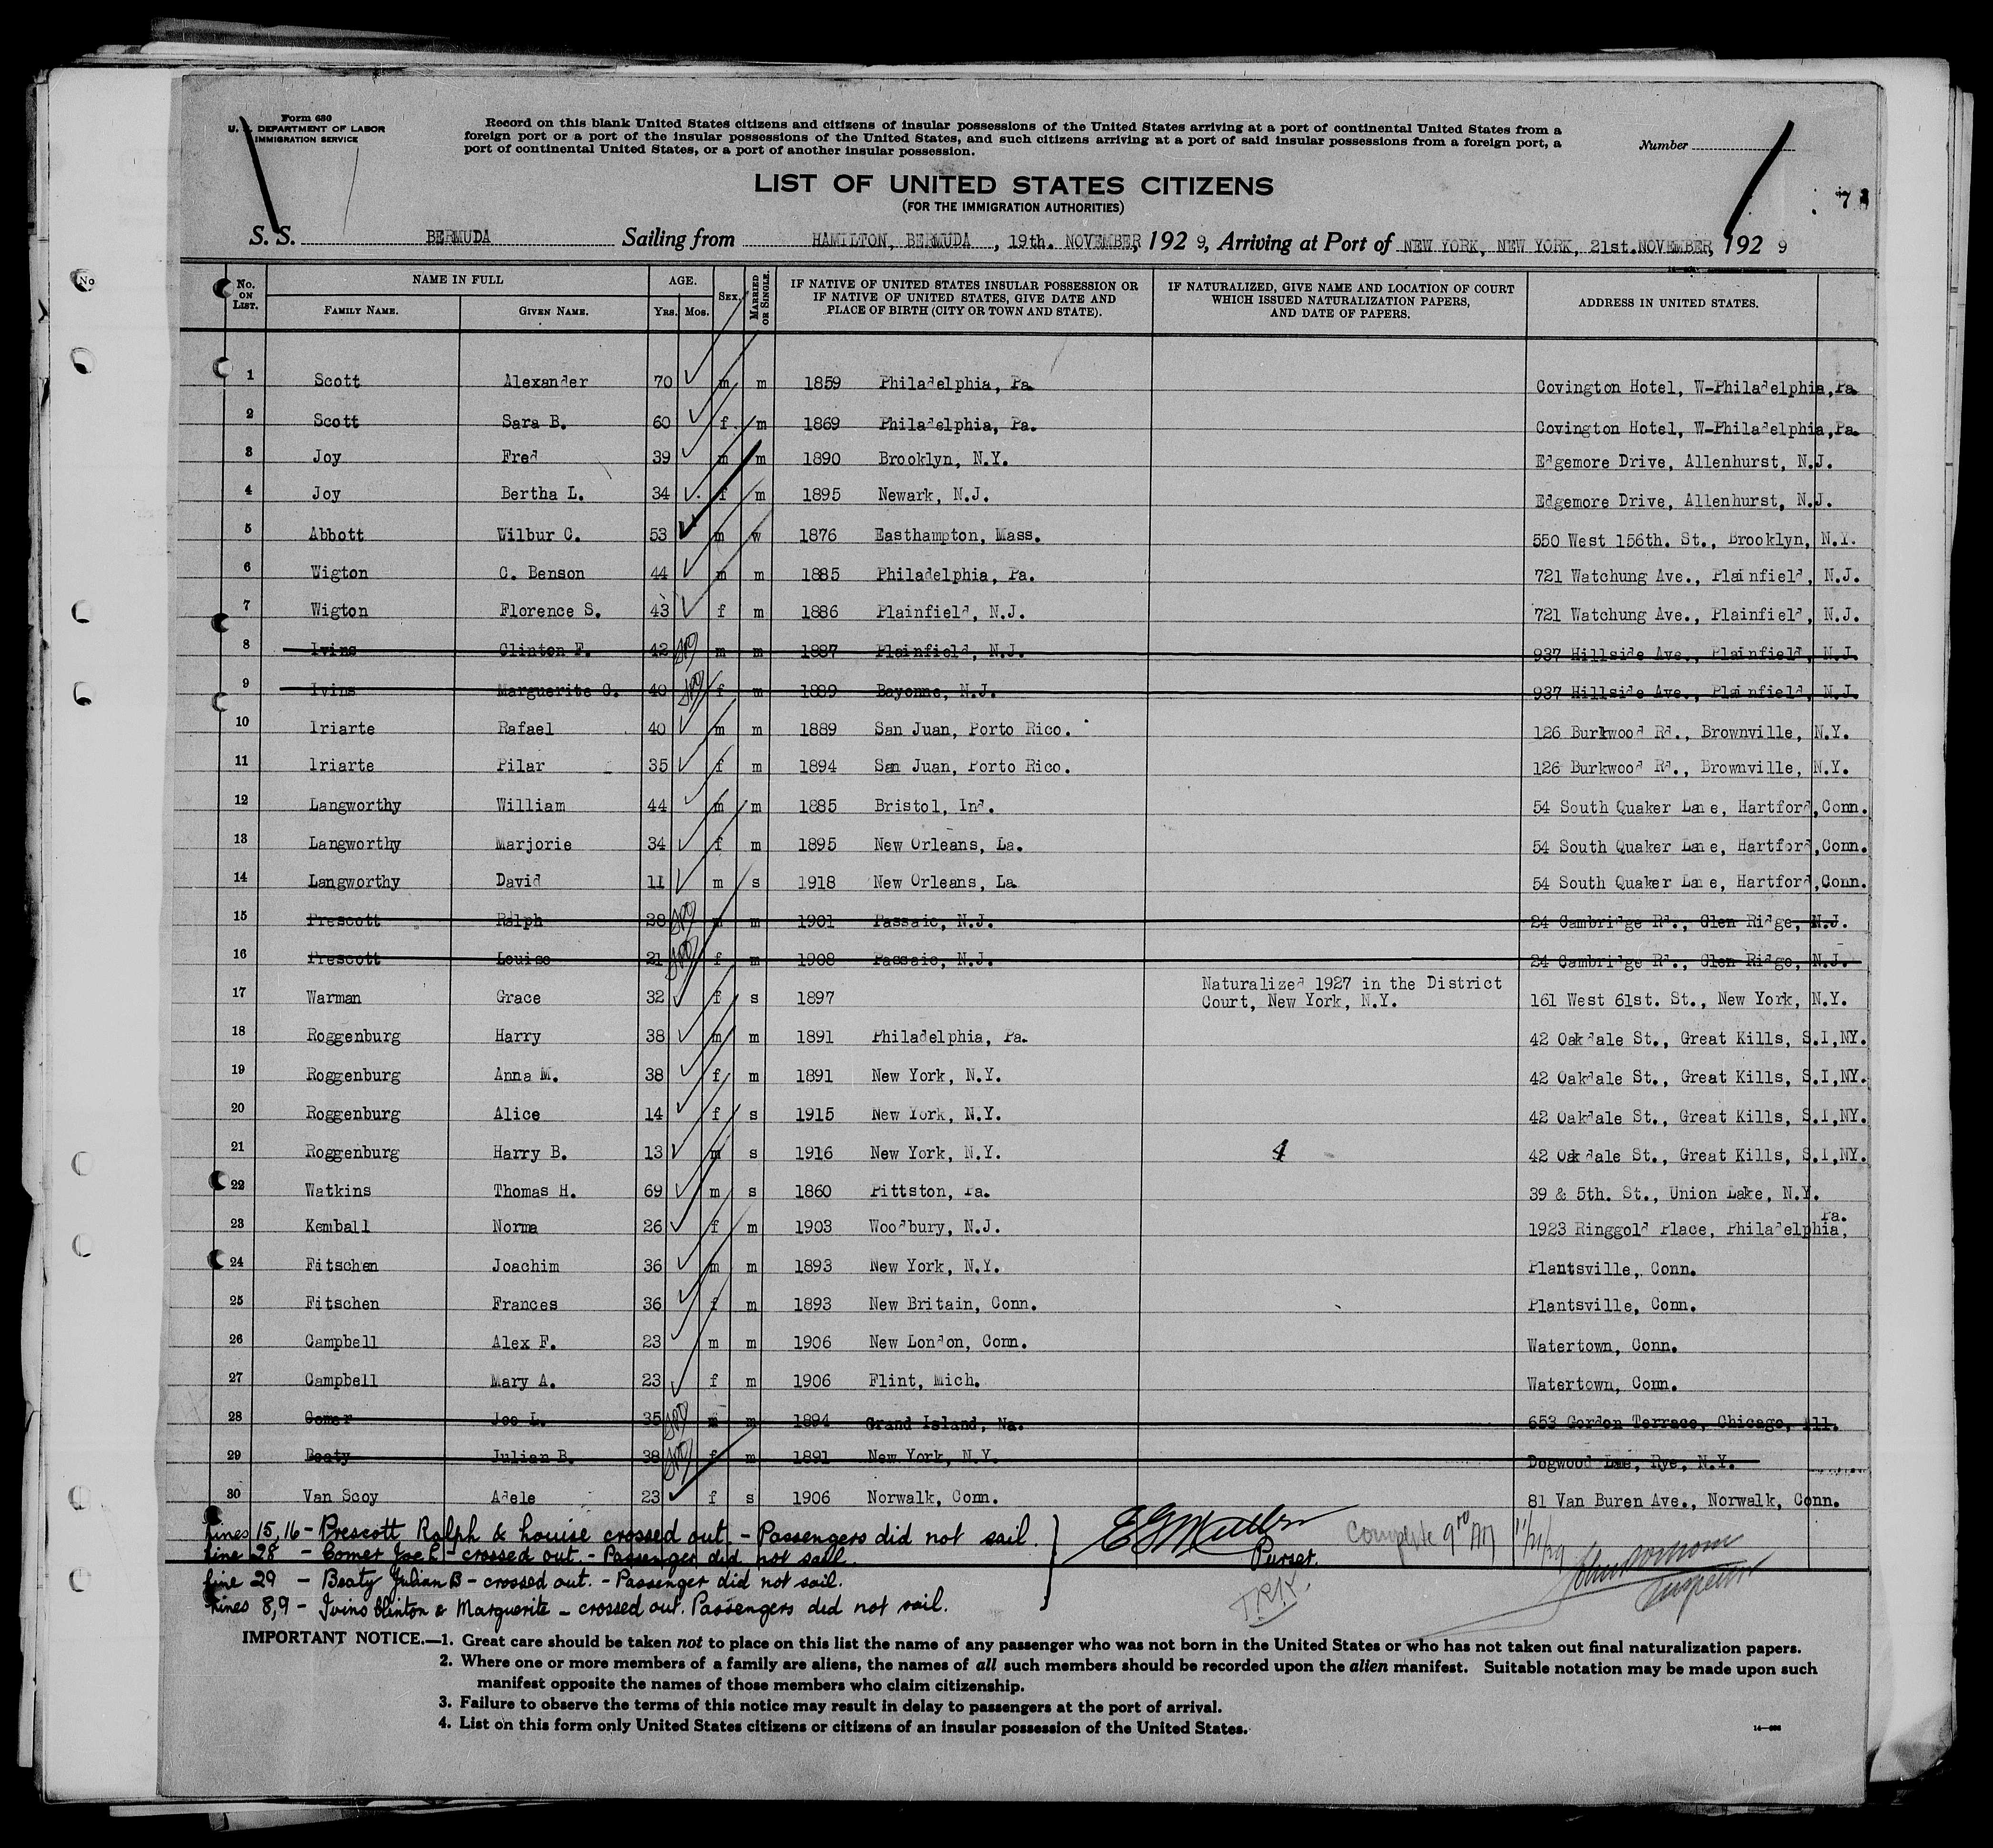 Form 630
U. S. DEPARTMENT OF LABOR
IMMIGRATION SERVICE
Record on this blank United States citizens and citizens of insular possessions of the United States arriving at a port of continental United States from a
foreign port or a port of the insular possessions of the United States, and such citizens arriving at a port of said insular possessions from a foreign port, a
port of continental United States, or a port of another insular possession.
Number
LIST OF UNITED STATES CITIZENS
(FOR THE IMMIGRATION AUTHORITIES)
S. S. BERMUDA Sailing from HAMILTON, BERMUDA, 19th. NOVEMBER, 1929, Arriving at Port of NEW YORK, NEW YORK, 21st. NOVEMBER, 1929
No. ON LIST. NAME IN FULL FAMILY NAME. GIVEN NAME. AGE. YRS. MOS. SEX. MARRIED OR SINGLE. IF NATIVE OF UNITED STATES INSULAR POSSESSION OR IF NATIVE OF UNITED STATES, GIVE DATE AND PLACE OF BIRTH (CITY OR TOWN AND STATE). IF NATURALIZED, GIVE NAME AND LOCATION OF COURT WHICH ISSUED NATURALIZATION PAPERS, AND DATE OF PAPERS. ADDRESS IN UNITED STATES.
1 Scott Alexander 70 m m 1859 Philadelphia, Pa. Covington Hotel, W-Philadelphia, Pa.
2 Scott Sara B. 60 f. m 1869 Philadelphia, Pa. Covington Hotel, W-Philadelphia, Pa.
3 Joy Fred 39 m m 1890 Brooklyn, N.Y. Edgemore Drive, Allenhurst, N.J.
4 Joy Bertha L. 34 f m 1895 Newark, N.J. Edgemore Drive, Allenhurst, N.J.
5 Abbott Wilbur C. 53 m w 1876 Easthampton, Mass. 550 West 156th. St., Brooklyn, N.Y.
6 Wigton C. Benson 44 m m 1885 Philadelphia, Pa. 721 Watchung Ave., Plainfield, N.J.
7 Wigton Florence S. 43 f m 1886 Plainfield, N.J. 721 Watchung Ave., Plainfield, N.J.
8 Ivins Clinton F. 42 m m 1887 Plainfield, N.J. 937 Hillside Ave., Plainfield, N.J.
9 Ivins Marguerite G. 40 f m 1889 Bayonne, N.J. 937 Hillside Ave., Plainfield, N.J.
10 Iriarte Rafael 40 m m 1889 San Juan, Porto Rico. 126 Burkwood Rd., Brownville, N.Y.
11 Iriarte Pilar 35 f m 1894 San Juan, Porto Rico. 126 Burkwood Rd., Brownville, N.Y.
12 Langworthy William 44 m m 1885 Bristol, Ind. 54 South Quaker Lane, Hartford, Conn.
13 Langworthy Marjorie 34 f m 1895 New Orleans, La. 54 South Quaker Lane, Hartford, Conn.
14 Langworthy David 11 m s 1918 New Orleans, La 54 South Quaker Lane, Hartford, Conn.
15 Prescott Ralph 28 m m 1901 Passaic, N.J. 24 Cambridge Rd., Glen Ridge, N.J.
16 Prescott Louise 21 f m 1908 Passaic, N.J. 24 Cambridge Rd., Glen Ridge, N.J.
17 Warman Grace 32 f s 1897 Naturalized 1927 in the District Court, New York, N.Y. 161 West 61st. St., New York, N.Y.
18 Roggenburg Harry 38 m m 1891 Philadelphia, Pa. 42 Oakdale St., Great Kills, S.I,NY.
19 Roggenburg Anna M. 38 f m 1891 New York, N.Y. 42 Oakdale St., Great Kills, S.I,NY.
20 Roggenburg Alice 14 f s 1915 New York, N.Y. 42 Oakdale St., Great Kills, S.I,NY.
21 Roggenburg Harry B. 13 m s 1916 New York, N.Y. 4 42 Oakdale St., Great Kills, S.I,NY.
22 Watkins Thomas H. 69 m s 1860 Pittston, Pa. 39 & 5th. St., Union Lake, N.Y.
23 Kemball Norma 26 f m 1903 Woodbury, N.J. 1923 Ringgold Place, Philadelphia, Pa.
24 Fitschen Joachim 36 m m 1893 New York, N.Y. Plantsville, Conn.
25 Fitschen Frances 36 f m 1893 New Britain, Conn. Plantsville, Conn.
26 Campbell Alex F. 23 m m 1906 New London, Conn. Watertown, Conn.
27 Campbell Mary A. 23 f m 1906 Flint, Mich. Watertown, Conn.
28 Comer Joe L. 35 m m 1894 Grand Island, Na. 653 Gordon Terrace, Chicago, Ill.
29 Beaty Julian B. 38 f m 1891 New York, N.Y. Dogwood Lane, Rye, N.Y.
30 Van Scoy Adele 23 f s 1906 Norwalk, Conn. 81 Van Buren Ave., Norwalk, Conn.
Lines 15,16 - Prescott Ralph & Louise crossed out. - Passengers did not sail.
Line 28 - Comer Joe L - crossed out. - Passenger did not sail.
Line 29 - Beaty Julian B - crossed out. - Passenger did not sail.
Lines 8,9 - Ivins Clinton & Marguerite - crossed out. Passengers did not sail.
Purser.
Complete 9 AM 11/21/29
Inspector
IMPORTANT NOTICE.—1. Great care should be taken not to place on this list the name of any passenger who was not born in the United States or who has not taken out final naturalization papers.
2. Where one or more members of a family are aliens, the names of all such members should be recorded upon the alien manifest. Suitable notation may be made upon such
manifest opposite the names of those members who claim citizenship.
3. Failure to observe the terms of this notice may result in delay to passengers at the port of arrival.
4. List on this form only United States citizens or citizens of an insular possession of the United States.